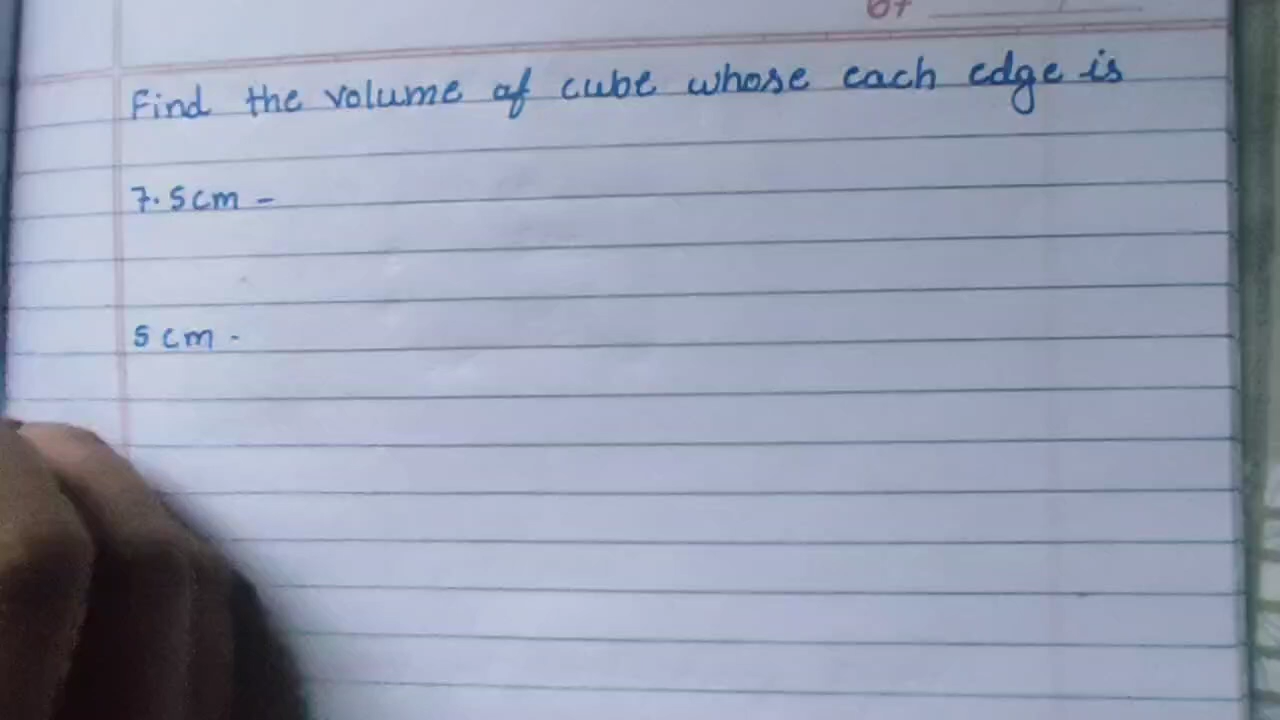 Find the volume of cube whose each edge is
7.5cm -
5 cm -